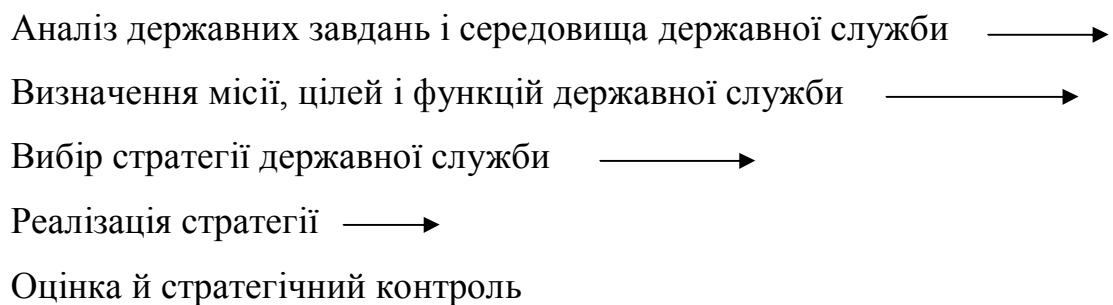 Аналіз державних завдань і середовища державної служби
Визначення місії, цілей і функцій державної служби
Вибір стратегії державної служби
Реалізація стратегії
Оцінка й стратегічний контроль